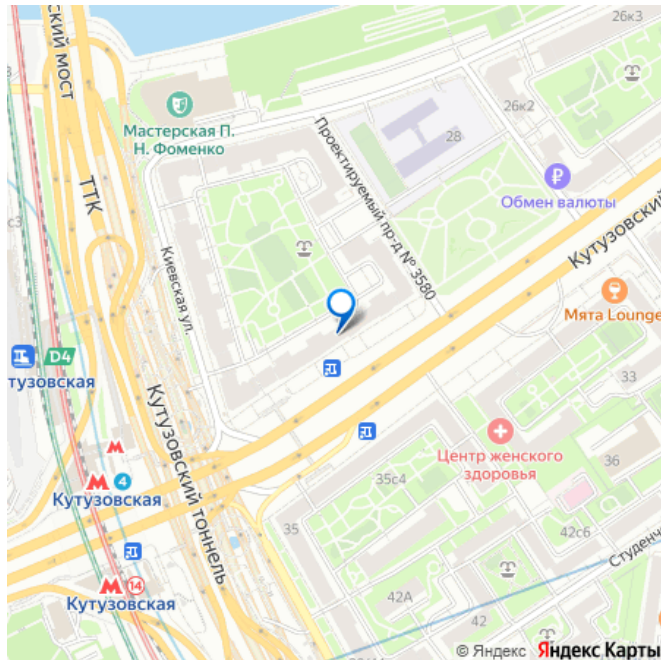 26к3
ский мост
Мастерская П.
Н. Фоменко
26к2
28
Проектируемый пр-д № 3580
Обмен валюты
ТТК
Киевская ул.
Кутузовский
Мята Lounge
D4
тузовская
33
Кутузовский тоннель
Центр женского
здоровья
36
4
Кутузовская
35с4
35
42с6
Студенч
14
Кутузовская
42А
42
© Яндекс Яндекс Карты